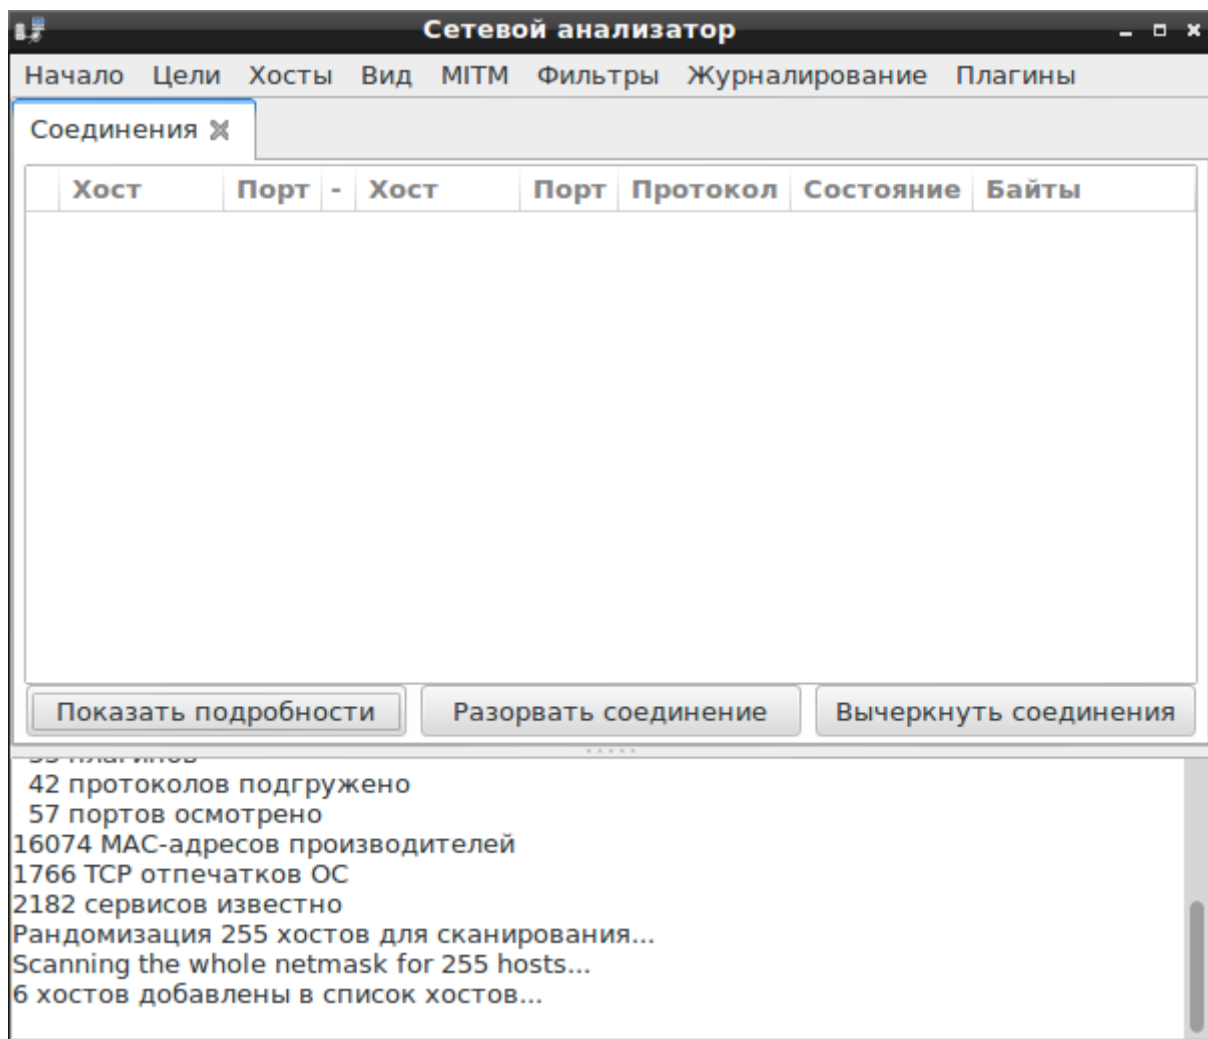 Сетевой анализатор
Начало Цели Хосты Вид MITM Фильтры Журналирование Плагины
Соединения
Хост Порт - Хост Порт Протокол Состояние Байты
Показать подробности Разорвать соединение Вычеркнуть соединения
плагинов
42 протоколов подгружено
57 портов осмотрено
16074 MAC-адресов производителей
1766 TCP отпечатков ОС
2182 сервисов известно
Рандомизация 255 хостов для сканирования...
Scanning the whole netmask for 255 hosts...
6 хостов добавлены в список хостов...